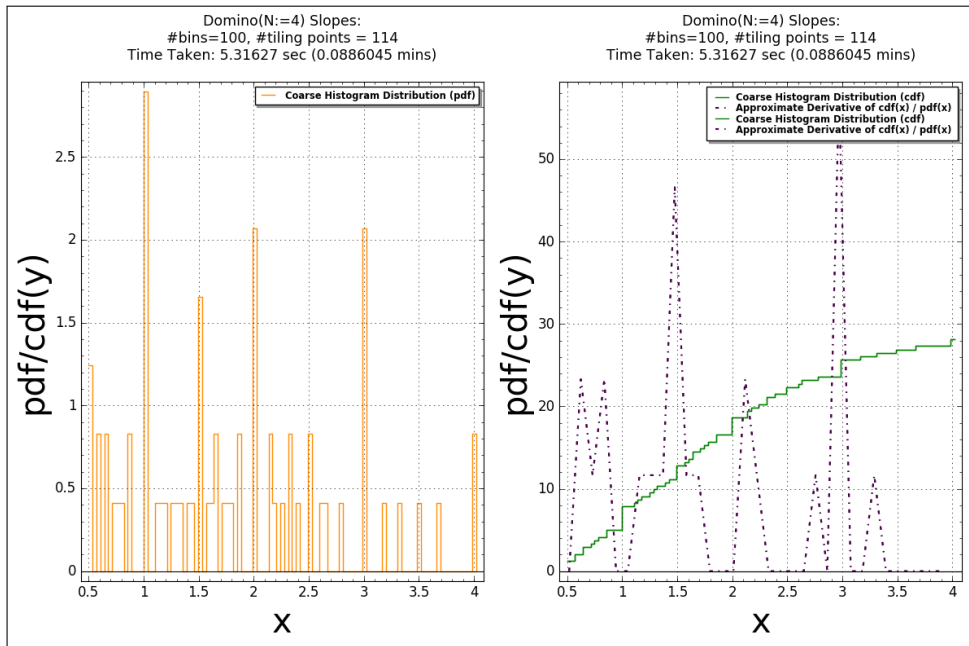 Domino(N:=4) Slopes:
#bins=100, #tiling points = 114
Time Taken: 5.31627 sec (0.0886045 mins)
Coarse Histogram Distribution (pdf)
pdf/cdf(y)
2.5
2
1.5
1
0.5
0
0.5
1
1.5
2
2.5
3
3.5
4
x
Domino(N:=4) Slopes:
#bins=100, #tiling points = 114
Time Taken: 5.31627 sec (0.0886045 mins)
Coarse Histogram Distribution (cdf)
Approximate Derivative of cdf(x) / pdf(x)
Coarse Histogram Distribution (cdf)
Approximate Derivative of cdf(x) / pdf(x)
pdf/cdf(y)
50
40
30
20
10
0
0.5
1
1.5
2
2.5
3
3.5
4
x